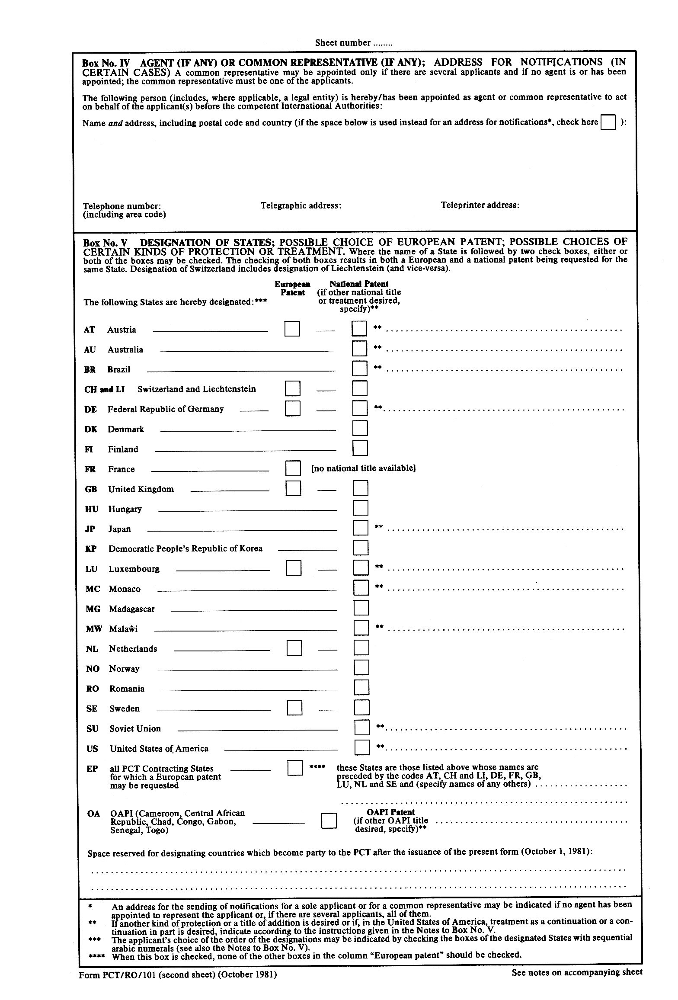 Sheet number ........
Box No. IV AGENT (IF ANY) OR COMMON REPRESENTATIVE (IF ANY); ADDRESS FOR NOTIFICATIONS (IN
CERTAIN CASES) A common representative may be appointed only if there are several applicants and if no agent is or has been
appointed; the common representative must be one of the applicants.
The following person (includes, where applicable, a legal entity) is hereby/has been appointed as agent or common representative to act
on behalf of the applicant(s) before the competent International Authorities:
Name and address, including postal code and country (if the space below is used instead for an address for notifications*, check here ):
Telephone number: Telegraphic address: Teleprinter address:
(including area code)
Box No. V DESIGNATION OF STATES; POSSIBLE CHOICE OF EUROPEAN PATENT; POSSIBLE CHOICES OF
CERTAIN KINDS OF PROTECTION OR TREATMENT. Where the name of a State is followed by two check boxes, either or
both of the boxes may be checked. The checking of both boxes results in both a European and a national patent being requested for the
same State. Designation of Switzerland includes designation of Liechtenstein (and vice-versa).
European National Patent
Patent (if other national title
The following States are hereby designated:*** or treatment desired,
specify)**
AT Austria **
AU Australia **
BR Brazil **
CH and LI Switzerland and Liechtenstein
DE Federal Republic of Germany **
DK Denmark
FI Finland
FR France [no national title available]
GB United Kingdom
HU Hungary
JP Japan **
KP Democratic People's Republic of Korea
LU Luxembourg **
MC Monaco **
MG Madagascar
MW Malaŵi **
NL Netherlands
NO Norway
RO Romania
SE Sweden
SU Soviet Union **
US United States of America **
EP all PCT Contracting States **** these States are those listed above whose names are
for which a European patent preceded by the codes AT, CH and LI, DE, FR, GB,
may be requested LU, NL and SE and (specify names of any others)
OA OAPI (Cameroon, Central African OAPI Patent
Republic, Chad, Congo, Gabon, (if other OAPI title
Senegal, Togo) desired, specify)**
Space reserved for designating countries which become party to the PCT after the issuance of the present form (October 1, 1981):
* An address for the sending of notifications for a sole applicant or for a common representative may be indicated if no agent has been
appointed to represent the applicant or, if there are several applicants, all of them.
** If another kind of protection or a title of addition is desired or if, in the United States of America, treatment as a continuation or a con-
tinuation in part is desired, indicate according to the instructions given in the Notes to Box No. V.
*** The applicant's choice of the order of the designations may be indicated by checking the boxes of the designated States with sequential
arabic numerals (see also the Notes to Box No. V).
**** When this box is checked, none of the other boxes in the column "European patent" should be checked.
Form PCT/RO/101 (second sheet) (October 1981) See notes on accompanying sheet